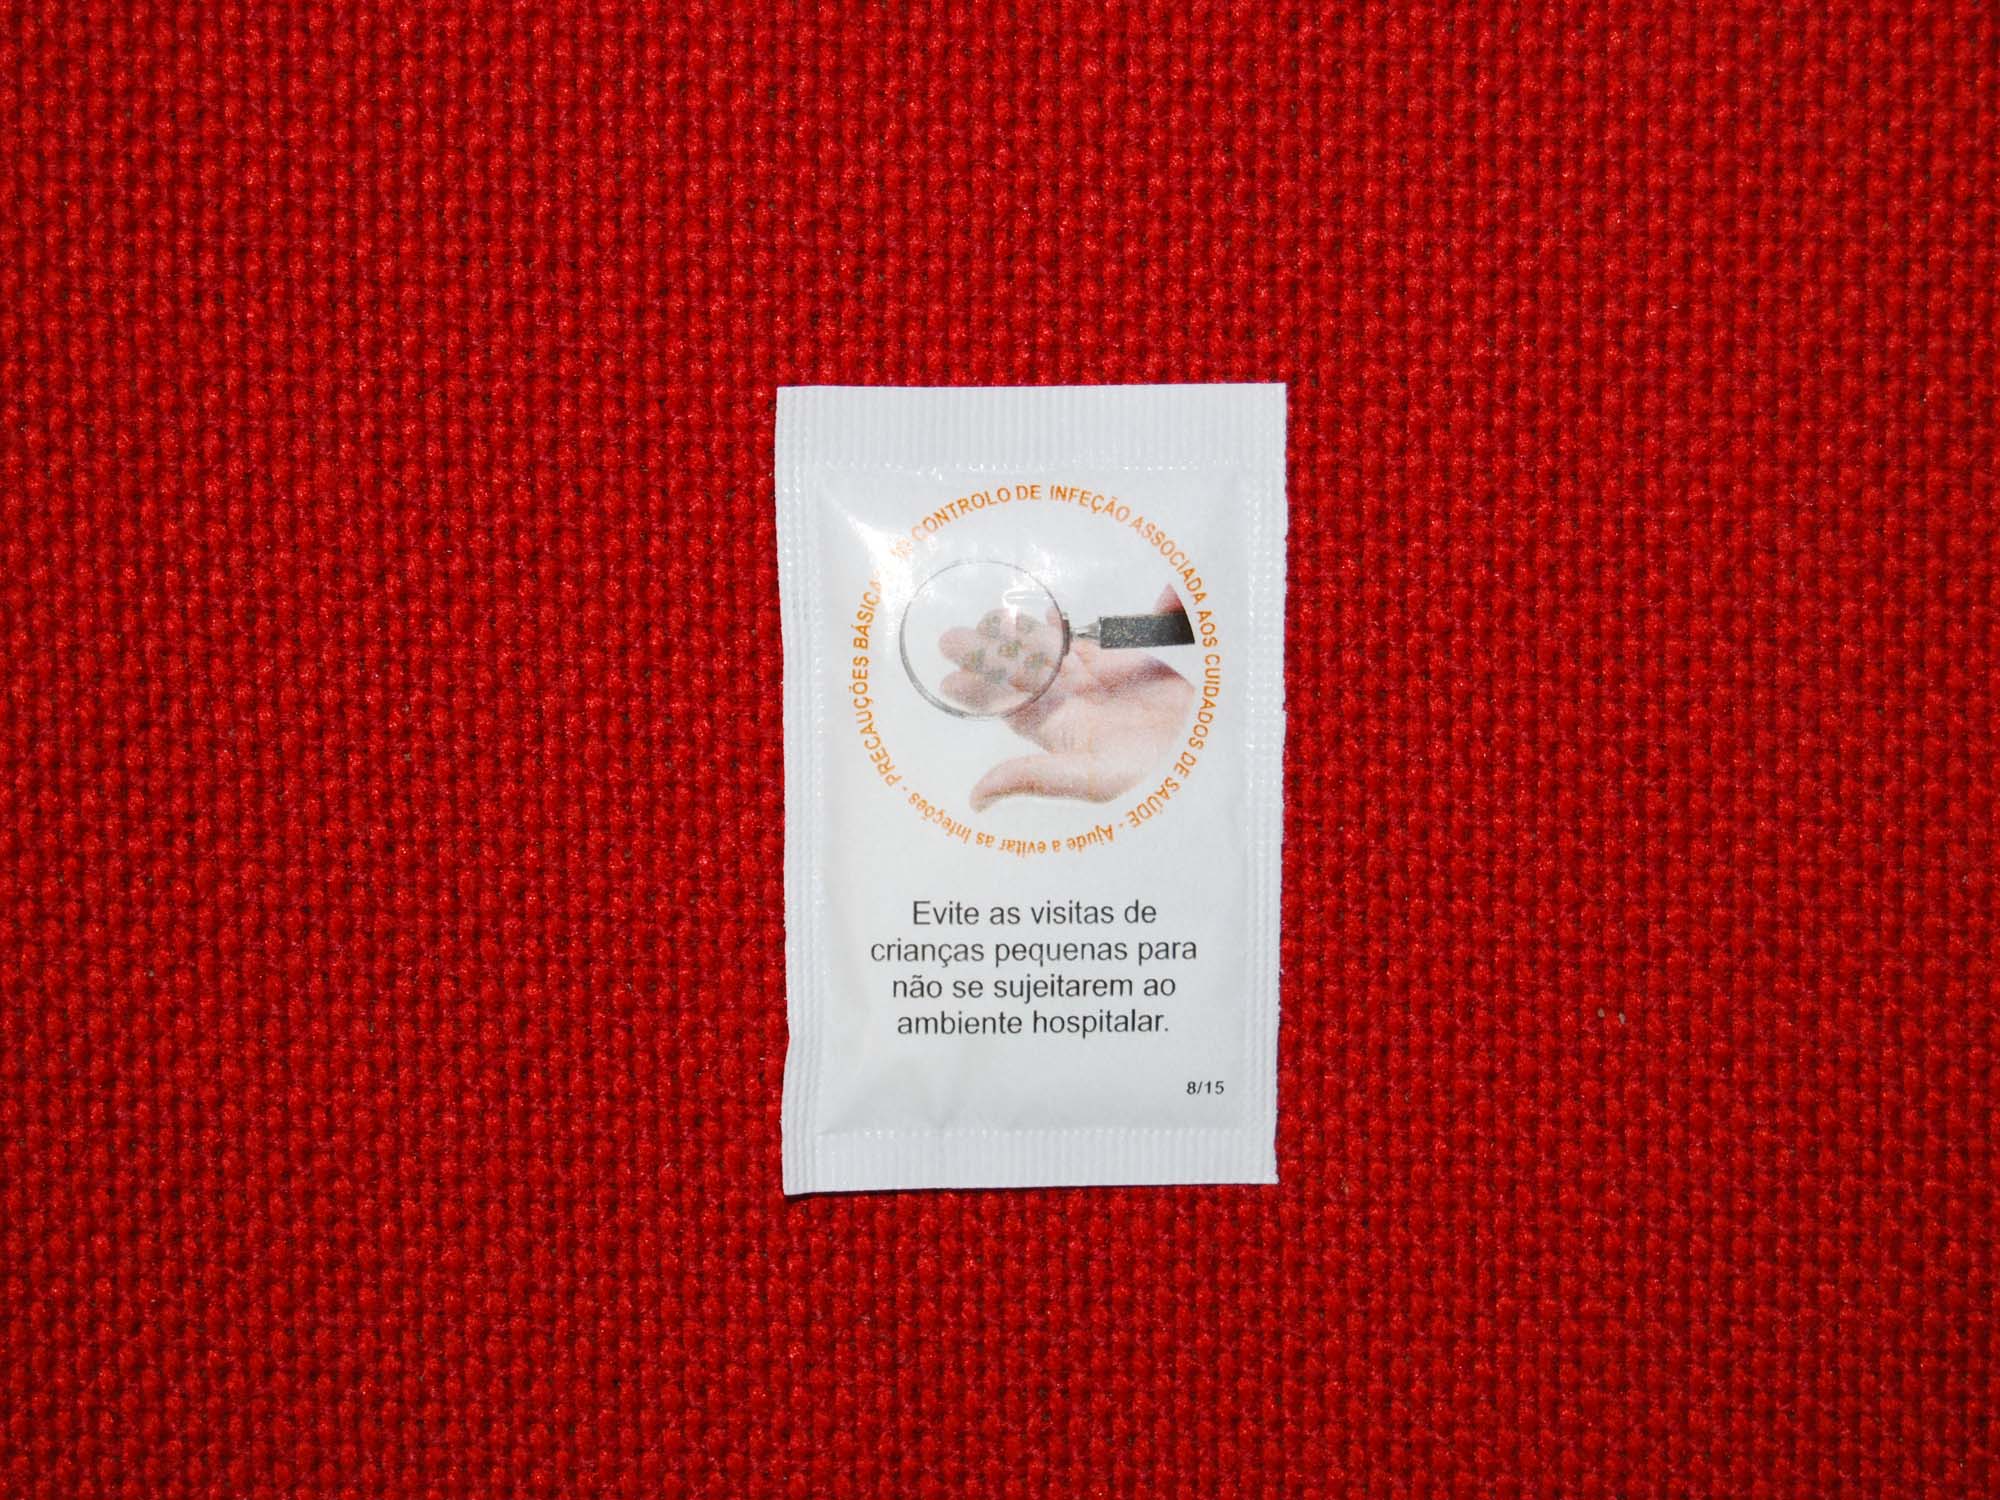 PRECAUÇÕES BÁSICAS DE CONTROLO DE INFEÇÃO ASSOCIADA AOS CUIDADOS DE SAÚDE - Ajude a evitar as Infeções -
Evite as visitas de
crianças pequenas para
não se sujeitarem ao
ambiente hospitalar.
8/15